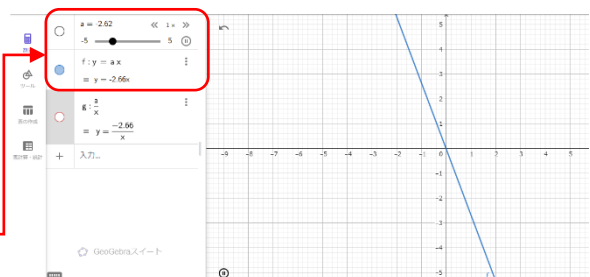 a = -2.62
1 x
-5
5
f : y = a x
= y = -2.66x
g : a/x
= y = -2.66/x
+ 入力...
GeoGebraスイート
5
4
3
2
1
-9 -8 -7 -6 -5 -4 -3 -2 -1 0 1 2 3 4 5
-1
-2
-3
-4
-5